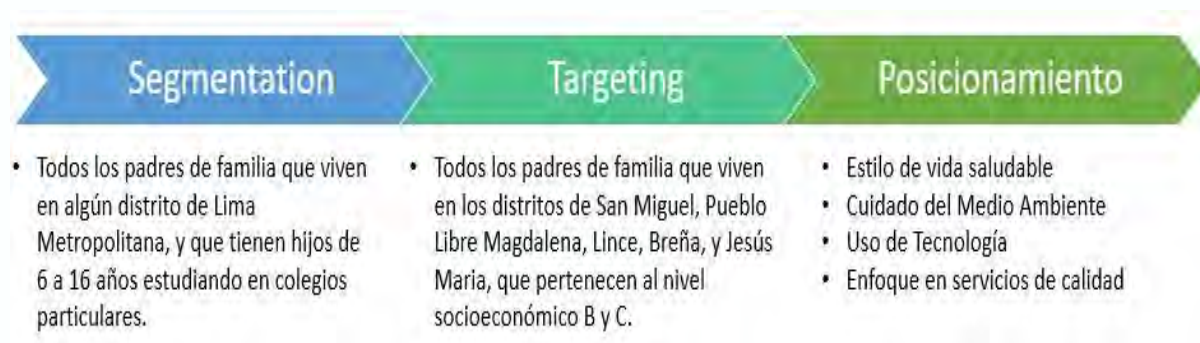 Segmentation
Targeting
Posicionamiento
• Todos los padres de familia que viven
en algún distrito de Lima
Metropolitana, y que tienen hijos de
6 a 16 años estudiando en colegios
particulares.
• Todos los padres de familia que viven
en los distritos de San Miguel, Pueblo
Libre Magdalena, Lince, Breña, y Jesús
Maria, que pertenecen al nivel
socioeconómico B y C.
• Estilo de vida saludable
• Cuidado del Medio Ambiente
• Uso de Tecnología
• Enfoque en servicios de calidad